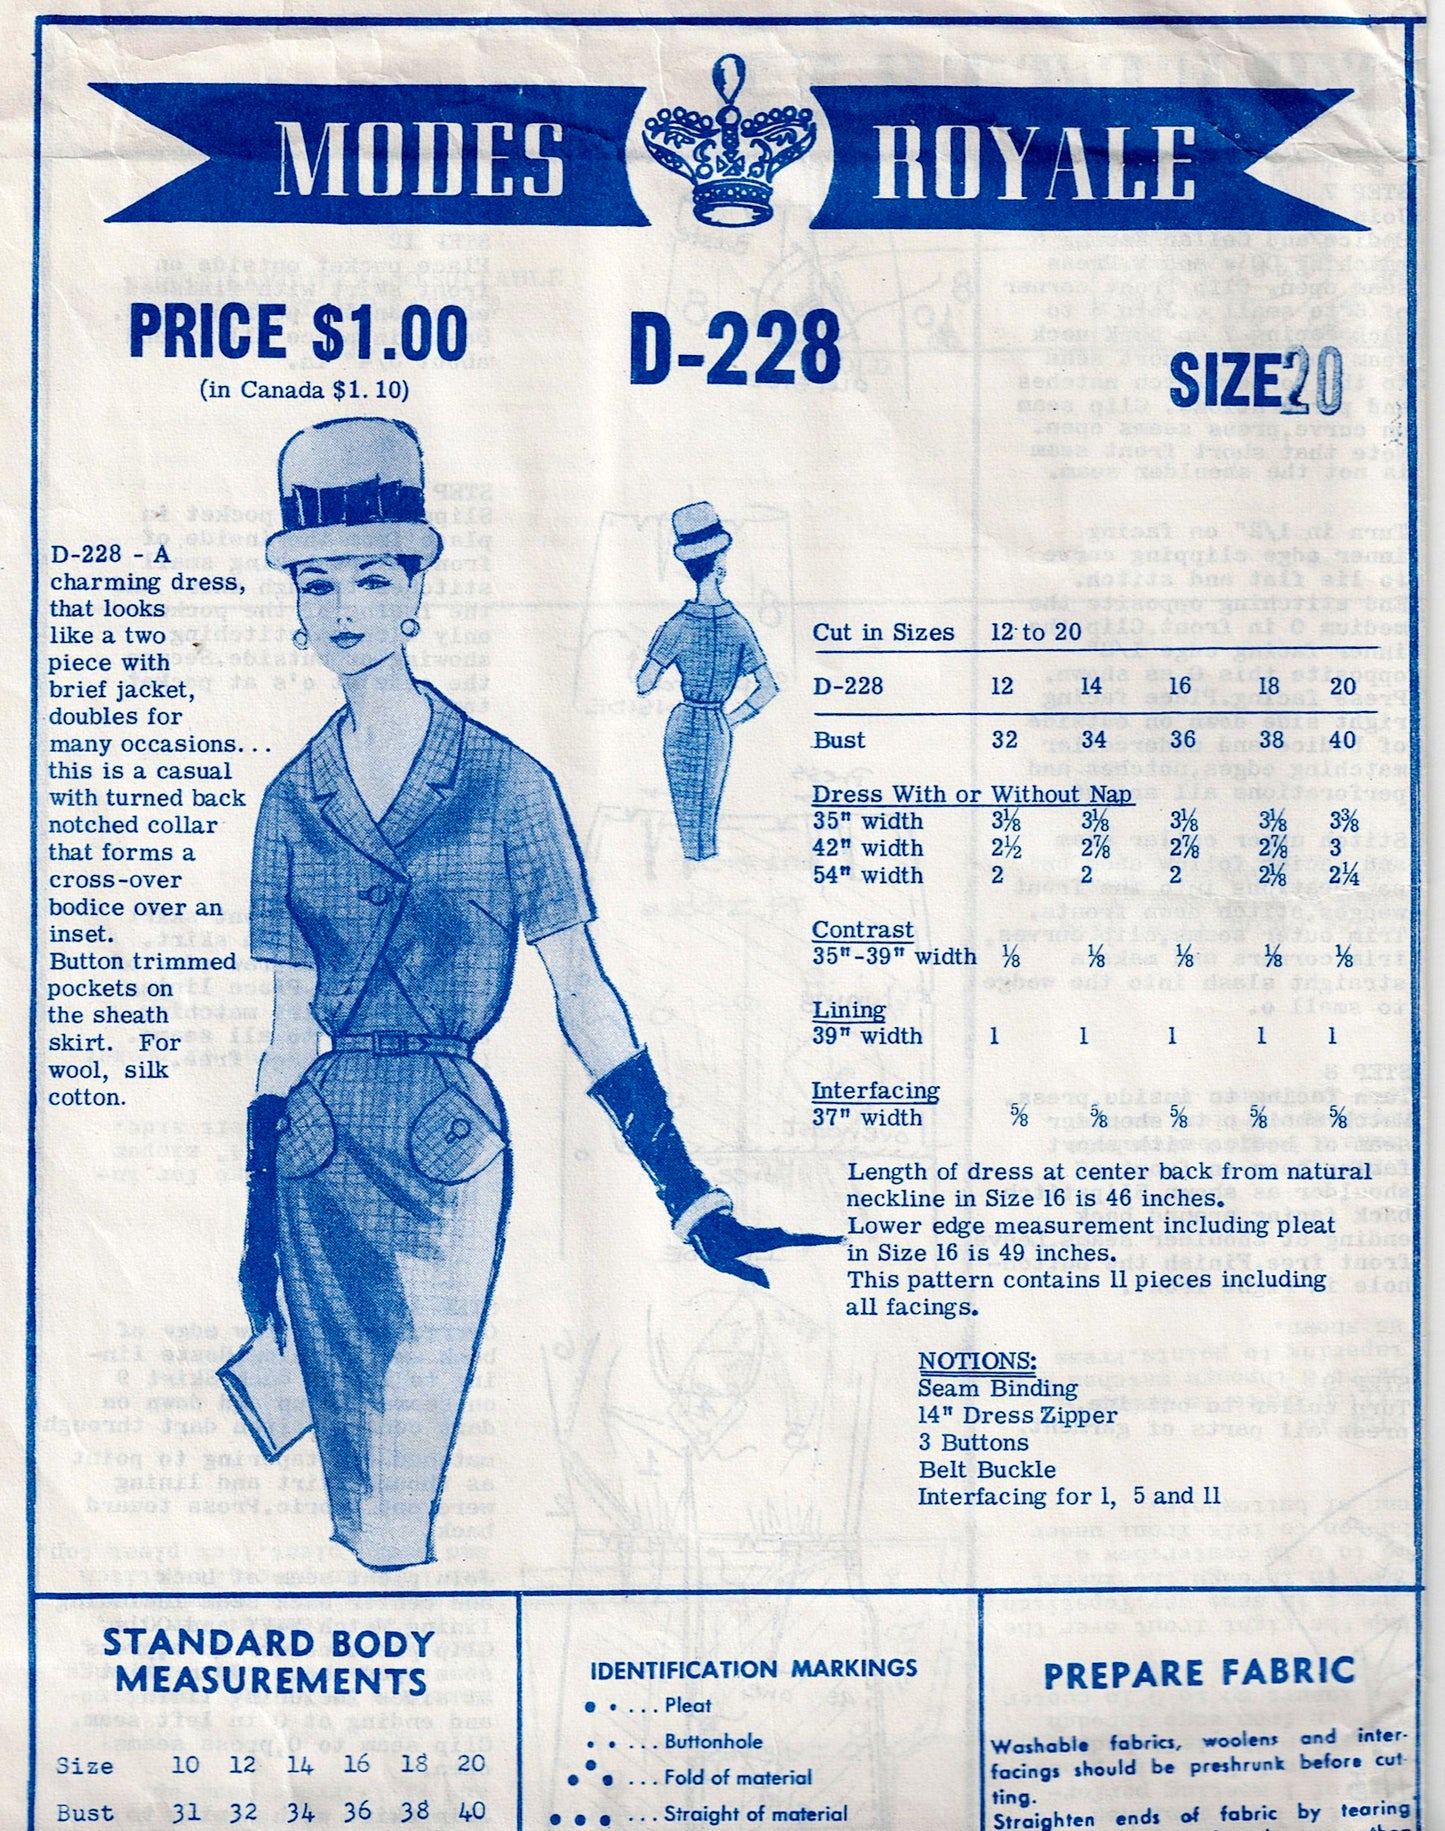 MODES ROYALE
PRICE $1.00
(in Canada $1.10)
D-228
SIZE 20
D-228 - A
charming dress,
that looks
like a two
piece with
brief jacket,
doubles for
many occasions...
this is a casual
with turned back
notched collar
that forms a
cross-over
bodice over an
inset.
Button trimmed
pockets on
the sheath
skirt. For
wool, silk
cotton.
Cut in Sizes 12 to 20
D-228 12 14 16 18 20
Bust 32 34 36 38 40
Dress With or Without Nap
35" width 3⅛ 3⅛ 3⅛ 3⅛ 3⅜
42" width 2½ 2⅞ 2⅞ 2⅞ 3
54" width 2 2 2 2⅛ 2¼
Contrast
35"-39" width ⅛ ⅛ ⅛ ⅛ ⅛
Lining
39" width 1 1 1 1 1
Interfacing
37" width ⅝ ⅝ ⅝ ⅝ ⅝
Length of dress at center back from natural
neckline in Size 16 is 46 inches.
Lower edge measurement including pleat
in Size 16 is 49 inches.
This pattern contains 11 pieces including
all facings.
NOTIONS:
Seam Binding
14" Dress Zipper
3 Buttons
Belt Buckle
Interfacing for 1, 5 and 11
STANDARD BODY
MEASUREMENTS
Size 10 12 14 16 18 20
Bust 31 32 34 36 38 40
IDENTIFICATION MARKINGS
... Pleat
... Buttonhole
... Fold of material
... Straight of material
PREPARE FABRIC
Washable fabrics, woolens and inter-
facings should be preshrunk before cut-
ting.
Straighten ends of fabric by tearing